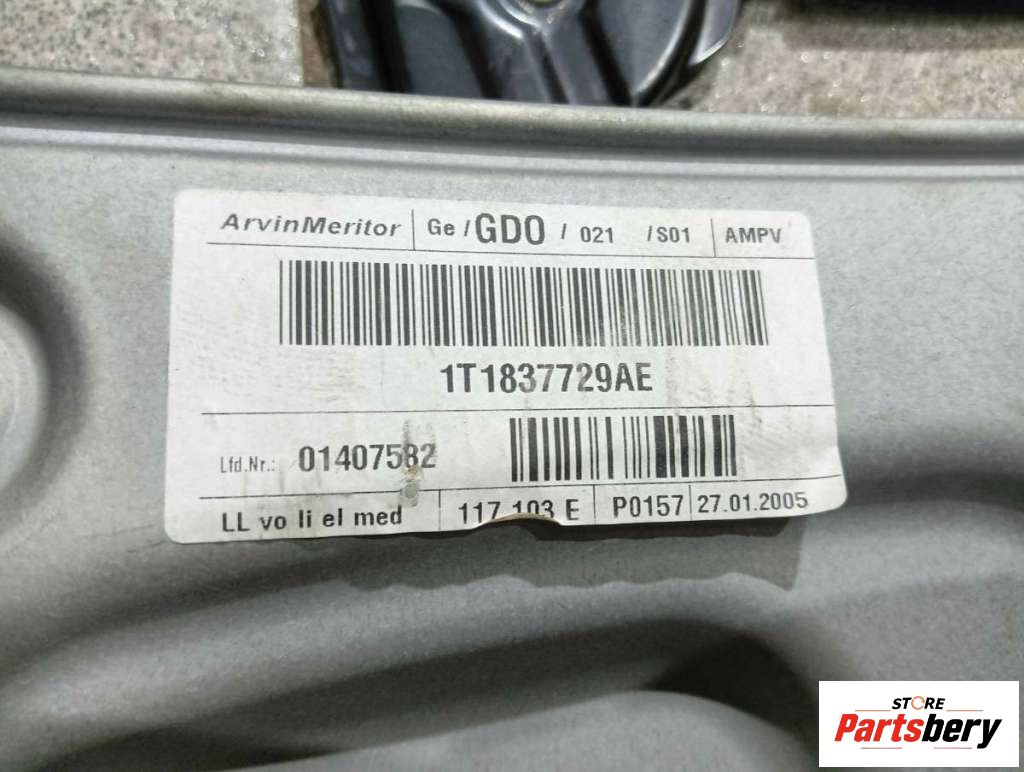 ArvinMeritor Ge / GDO / 021 / S01 AMPV
1T1837729AE
Lfd.Nr.: 01407582
LL vo li el med 117 103 E P0157 27.01.2005
STORE
Partsbery